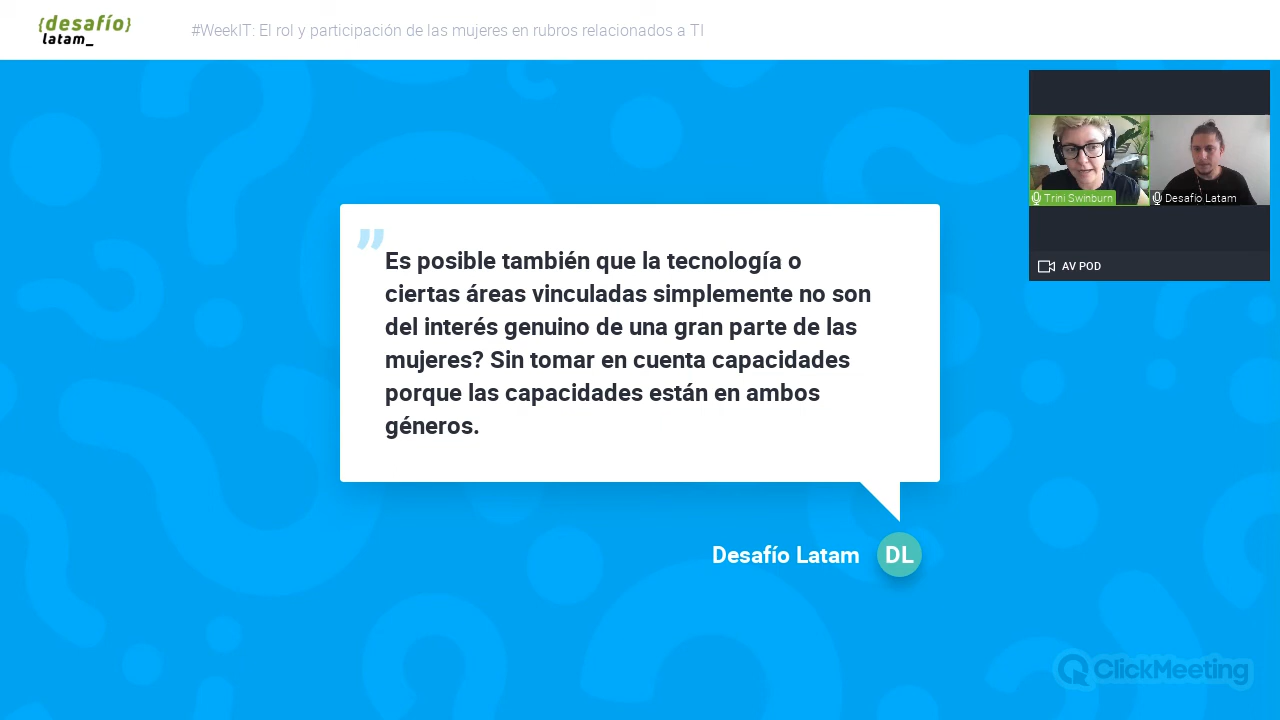 {desafío}
latam_
#WeekIT: El rol y participación de las mujeres en rubros relacionados a TI
Trini Swinburn
Desafío Latam
AV POD
Es posible también que la tecnología o
ciertas áreas vinculadas simplemente no son
del interés genuino de una gran parte de las
mujeres? Sin tomar en cuenta capacidades
porque las capacidades están en ambos
géneros.
Desafío Latam
DL
ClickMeeting